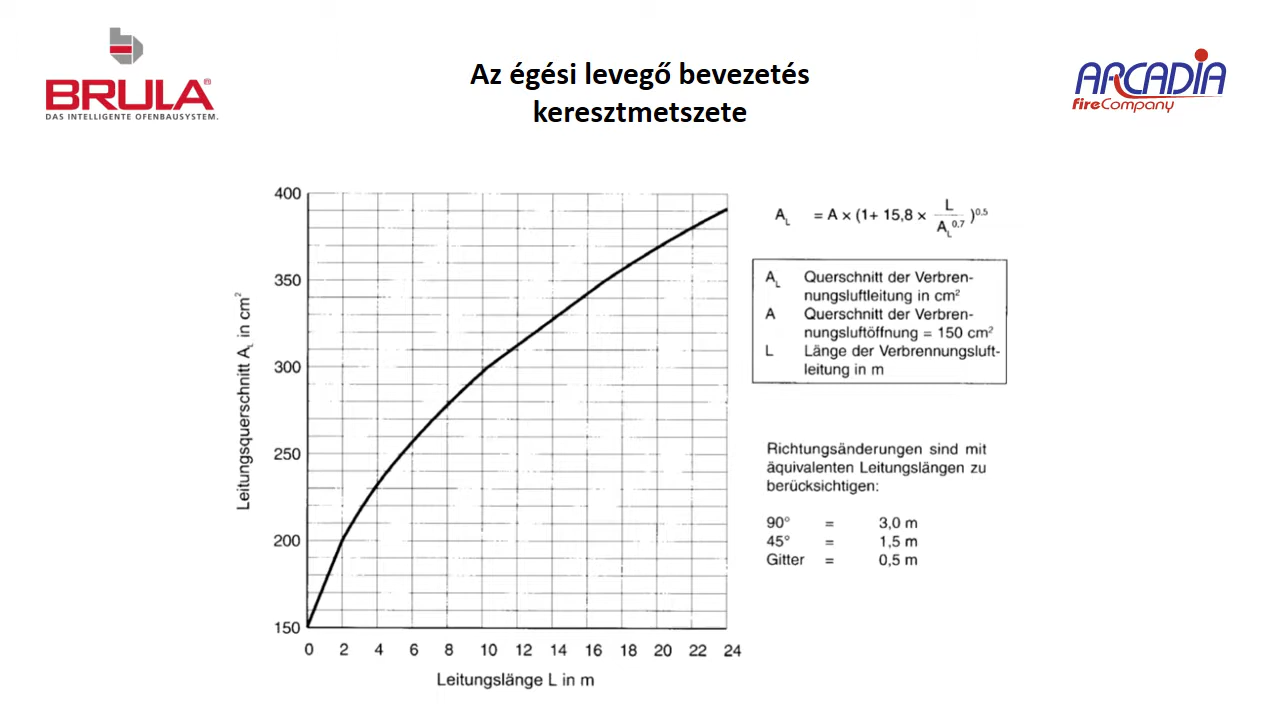 BRULA®
DAS INTELLIGENTE OFENBAUSYSTEM.
Az égési levegő bevezetés
keresztmetszete
ARCADIA
fireCompany
400
350
300
250
200
150
0 2 4 6 8 10 12 14 16 18 20 22 24
Leitungsquerschnitt A_L in cm²
Leitungslänge L in m
A_L = A x (1+ 15,8 x L / A_L^0,7 )^0,5
A_L Querschnitt der Verbren-
nungsluftleitung in cm²
A Querschnitt der Verbren-
nungsluftöffnung = 150 cm²
L Länge der Verbrennungsluft-
leitung in m
Richtungsänderungen sind mit
äquivalenten Leitungslängen zu
berücksichtigen:
90° = 3,0 m
45° = 1,5 m
Gitter = 0,5 m